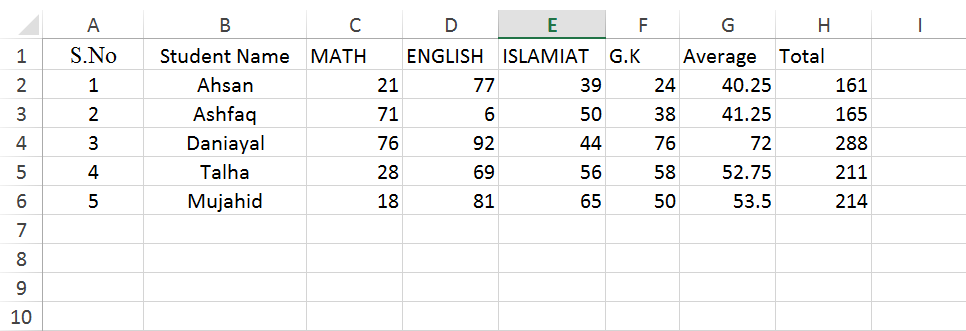 A B C D E F G H I
1 S.No Student Name MATH ENGLISH ISLAMIAT G.K Average Total
2 1 Ahsan 21 77 39 24 40.25 161
3 2 Ashfaq 71 6 50 38 41.25 165
4 3 Daniayal 76 92 44 76 72 288
5 4 Talha 28 69 56 58 52.75 211
6 5 Mujahid 18 81 65 50 53.5 214
7
8
9
10